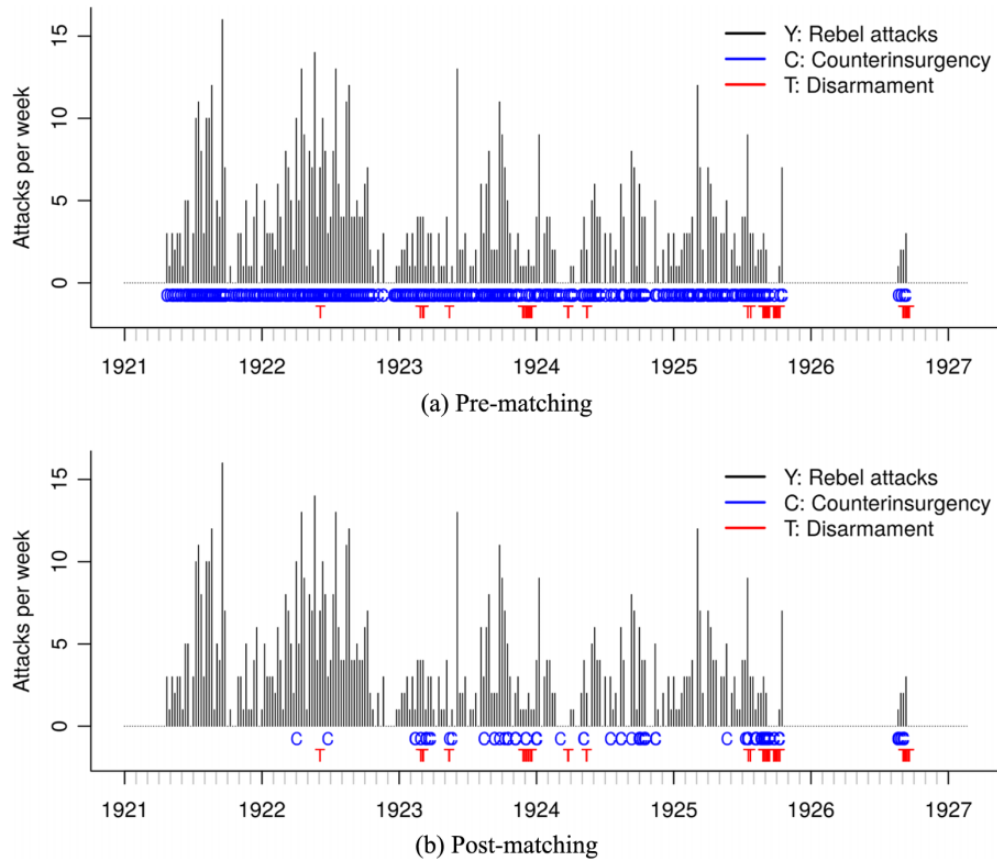 Attacks per week
15
10
5
0
Y: Rebel attacks
C: Counterinsurgency
T: Disarmament
1921 1922 1923 1924 1925 1926 1927
(a) Pre-matching
Attacks per week
15
10
5
0
Y: Rebel attacks
C: Counterinsurgency
T: Disarmament
1921 1922 1923 1924 1925 1926 1927
(b) Post-matching